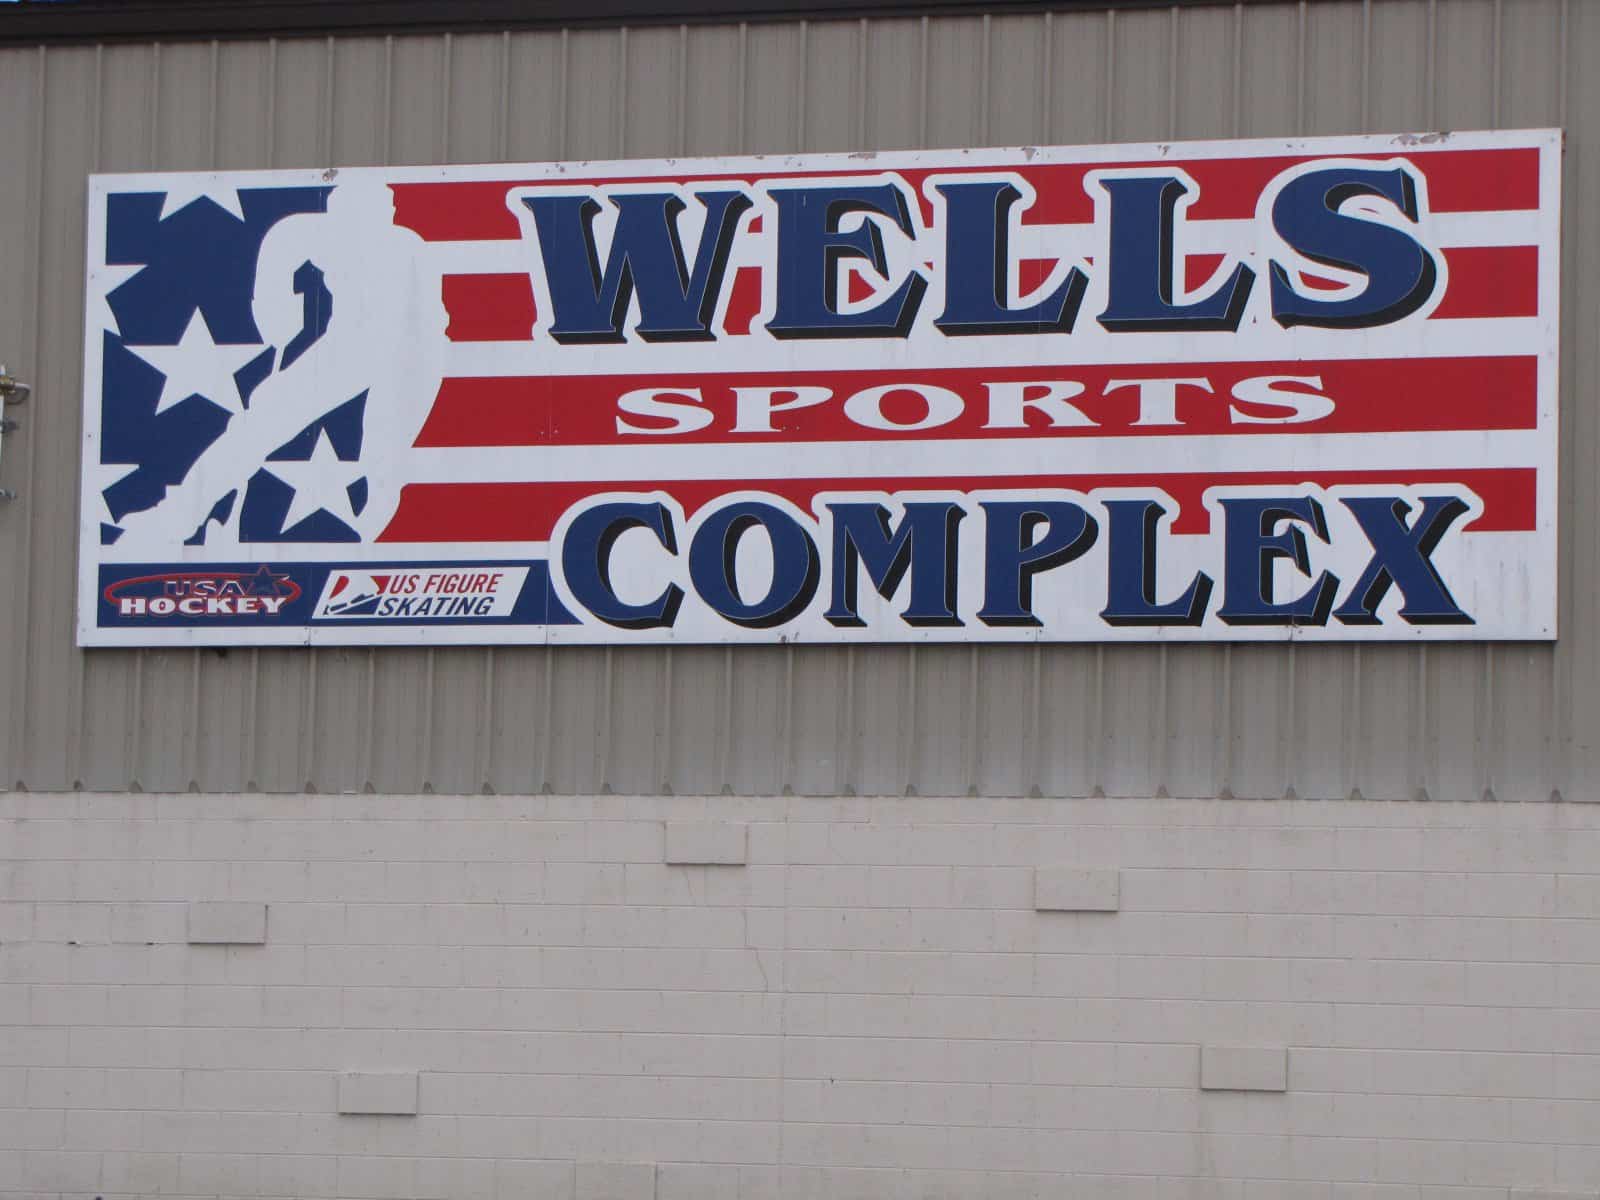 WELLS
SPORTS
COMPLEX
USA
HOCKEY
US FIGURE
SKATING